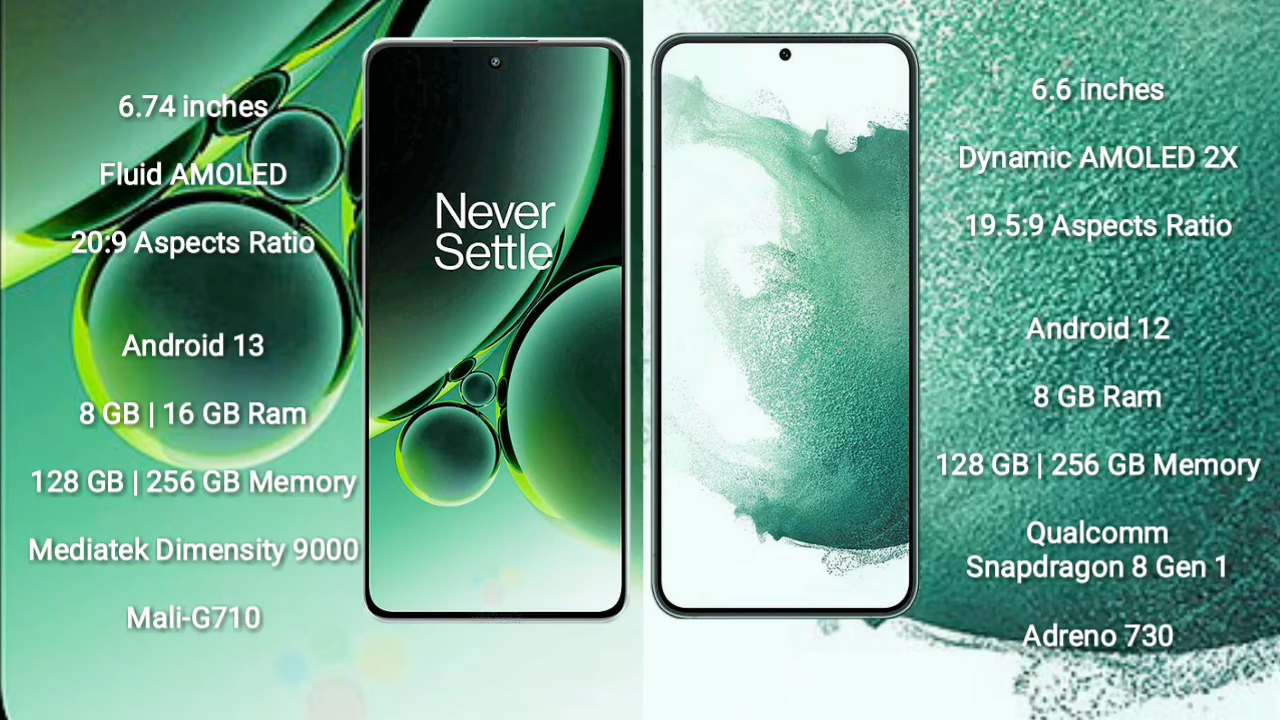 6.74 inches
Fluid AMOLED
20:9 Aspects Ratio
Android 13
8 GB | 16 GB Ram
128 GB | 256 GB Memory
Mediatek Dimensity 9000
Mali-G710
Never
Settle
6.6 inches
Dynamic AMOLED 2X
19.5:9 Aspects Ratio
Android 12
8 GB Ram
128 GB | 256 GB Memory
Qualcomm
Snapdragon 8 Gen 1
Adreno 730